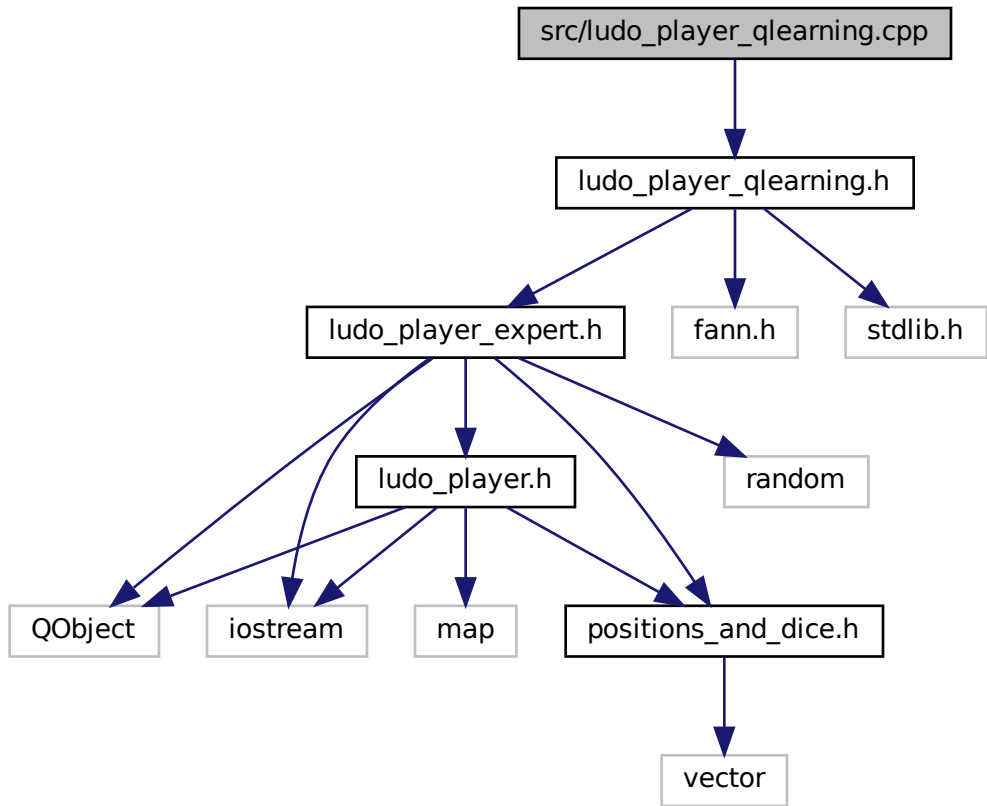 src/ludo_player_qlearning.cpp
ludo_player_qlearning.h
ludo_player_expert.h
fann.h
stdlib.h
ludo_player.h
random
QObject
iostream
map
positions_and_dice.h
vector